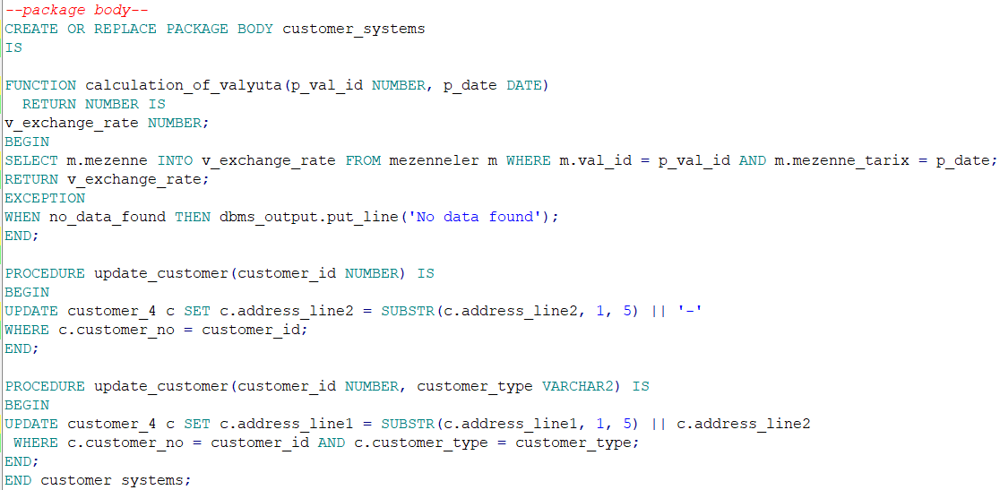 --package body--
CREATE OR REPLACE PACKAGE BODY customer_systems
IS
FUNCTION calculation_of_valyuta(p_val_id NUMBER, p_date DATE)
RETURN NUMBER IS
v_exchange_rate NUMBER;
BEGIN
SELECT m.mezenne INTO v_exchange_rate FROM mezenneler m WHERE m.val_id = p_val_id AND m.mezenne_tarix = p_date;
RETURN v_exchange_rate;
EXCEPTION
WHEN no_data_found THEN dbms_output.put_line('No data found');
END;
PROCEDURE update_customer(customer_id NUMBER) IS
BEGIN
UPDATE customer_4 c SET c.address_line2 = SUBSTR(c.address_line2, 1, 5) || '-'
WHERE c.customer_no = customer_id;
END;
PROCEDURE update_customer(customer_id NUMBER, customer_type VARCHAR2) IS
BEGIN
UPDATE customer_4 c SET c.address_line1 = SUBSTR(c.address_line1, 1, 5) || c.address_line2
WHERE c.customer_no = customer_id AND c.customer_type = customer_type;
END;
END customer_systems;